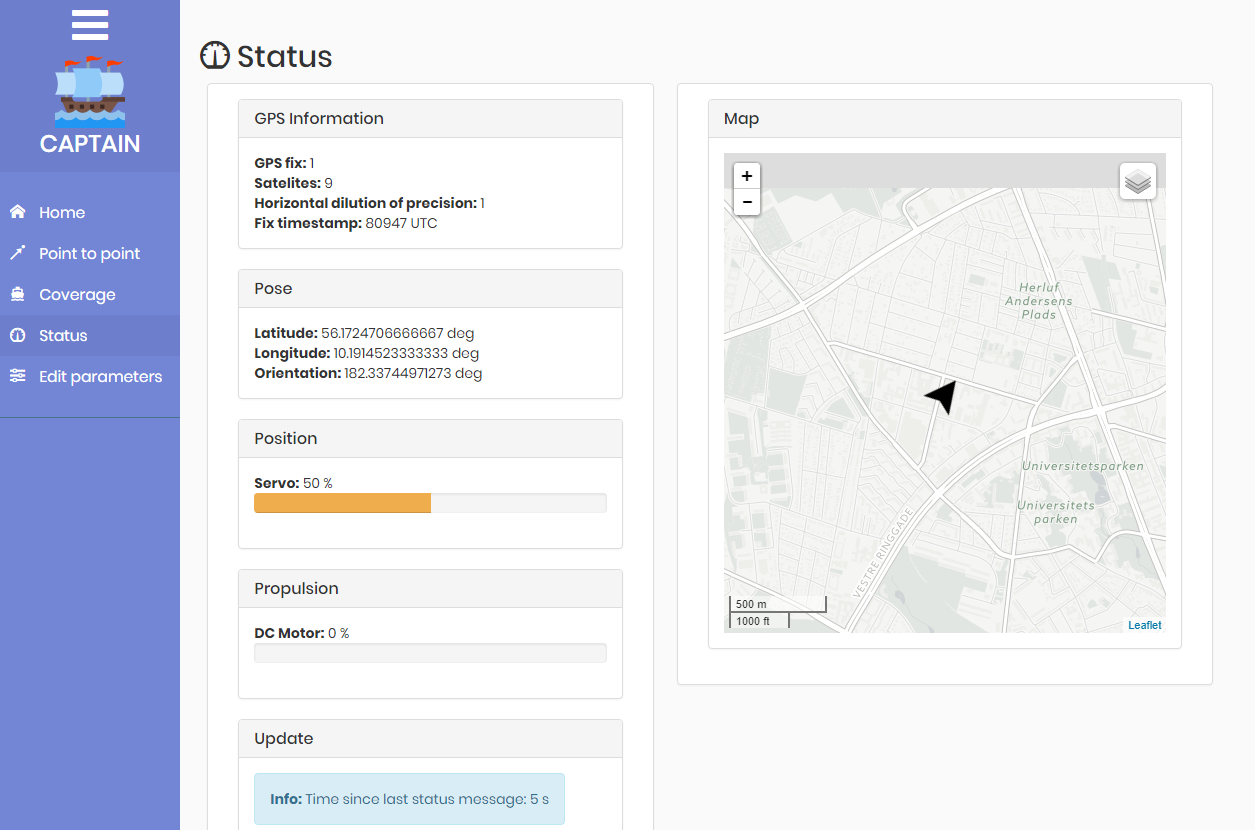 CAPTAIN
Home
Point to point
Coverage
Status
Edit parameters
Status
GPS Information
GPS fix: 1
Satelites: 9
Horizontal dilution of precision: 1
Fix timestamp: 80947 UTC
Pose
Latitude: 56.1724706666667 deg
Longitude: 10.1914523333333 deg
Orientation: 182.33744971273 deg
Position
Servo: 50 %
Propulsion
DC Motor: 0 %
Update
Info: Time since last status message: 5 s
Map
+
−
Herluf
Andersens
Plads
Universitetsparken
Universitets
parken
VESTRE RINGGADE
500 m
1000 ft
Leaflet